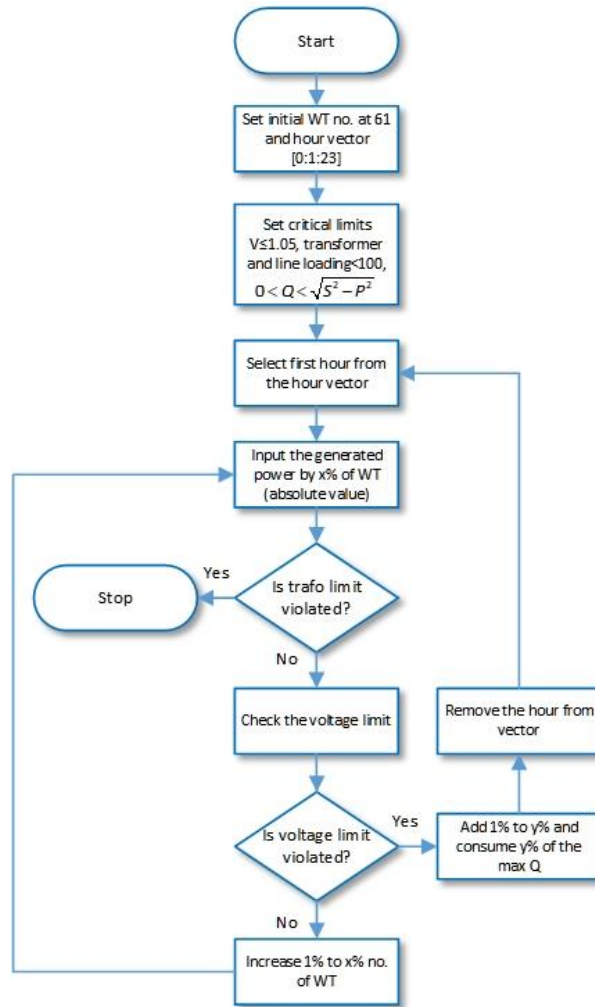 Start
Set initial WT no. at 61
and hour vector
[0:1:23]
Set critical limits
V≤1.05, transformer
and line loading<100,
0 < Q < √S² − P²
Select first hour from
the hour vector
Input the generated
power by x% of WT
(absolute value)
Is trafo limit
violated?
Yes
Stop
No
Check the voltage limit
Is voltage limit
violated?
Yes
Add 1% to y% and
consume y% of the
max Q
Remove the hour from
vector
No
Increase 1% to x% no.
of WT